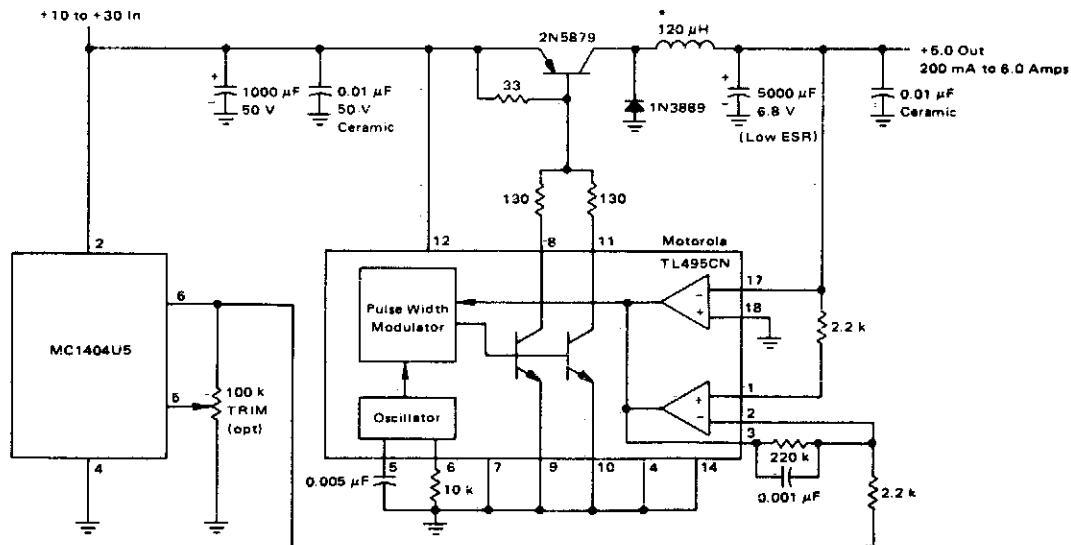 +10 to +30 In
2N5879
*
120 µH
+5.0 Out
200 mA to 6.0 Amps
+
-
1000 µF
50 V
0.01 µF
50-V
Ceramic
33
1N3889
+
-
5000 µF
6.8 V
(Low ESR)
0.01 µF
Ceramic
130
130
2
12
8
11
Motorola
TL495CN
6
MC1404U5
5
4
100 k
TRIM
(opt)
Pulse Width
Modulator
Oscillator
-
+
17
18
2.2 k
+
-
1
2
3
220 k
0.001 µF
2.2 k
5
6
7
9
10
4
14
0.005 µF
10 k